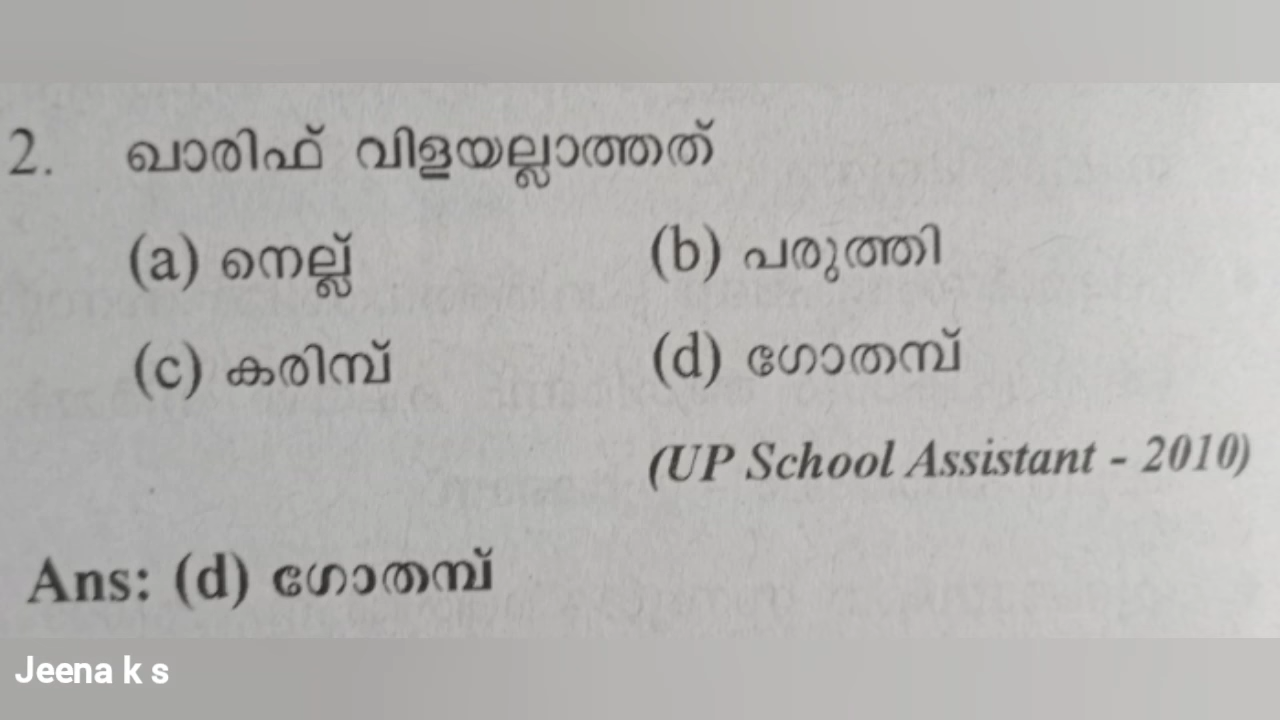 2. ഖാരിഫ് വിളയല്ലാത്തത്
(a) നെല്ല് (b) പരുത്തി
(c) കരിമ്പ് (d) ഗോതമ്പ്
(UP School Assistant - 2010)
Ans: (d) ഗോതമ്പ്
Jeena k s